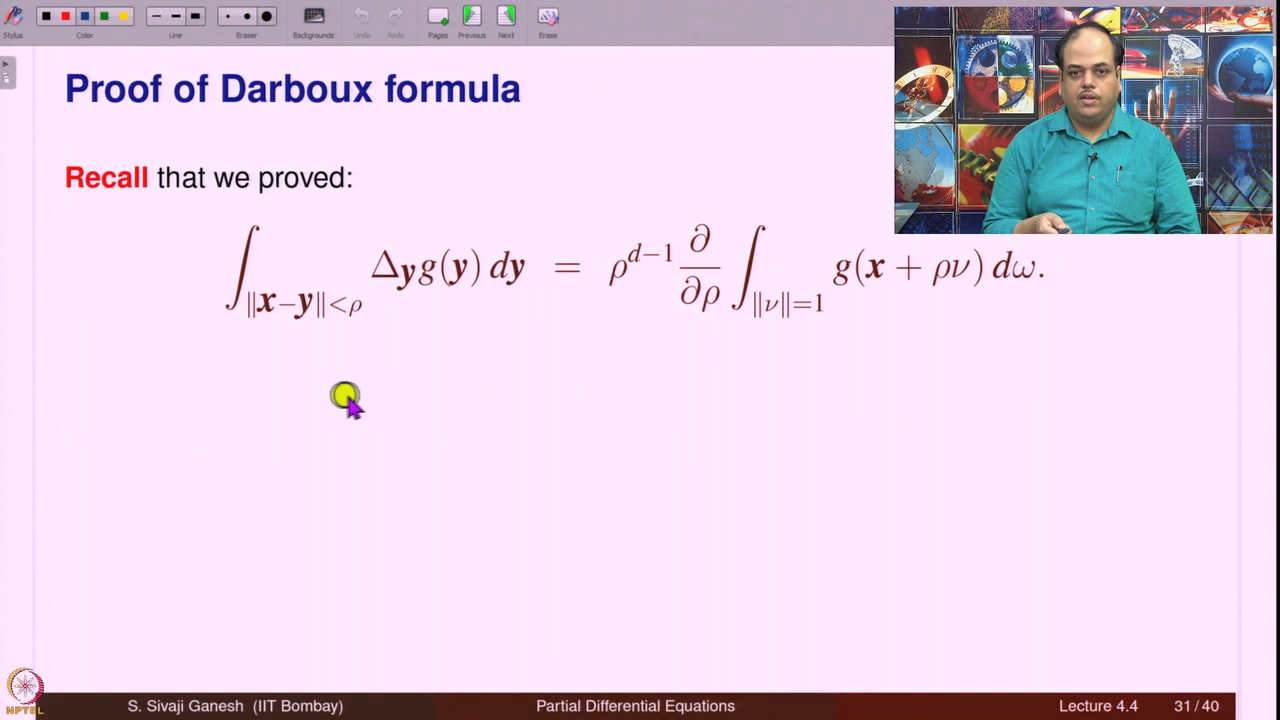 Stylus Color Line Eraser Backgrounds Undo Redo Pages Previous Next Erase
Proof of Darboux formula
Recall that we proved:
∫_{‖x−y‖<ρ} Δ_y g(y) dy = ρ^{d−1} ∂/∂ρ ∫_{‖ν‖=1} g(x + ρν) dω.
NPTEL
S. Sivaji Ganesh (IIT Bombay) Partial Differential Equations Lecture 4.4 31 / 40